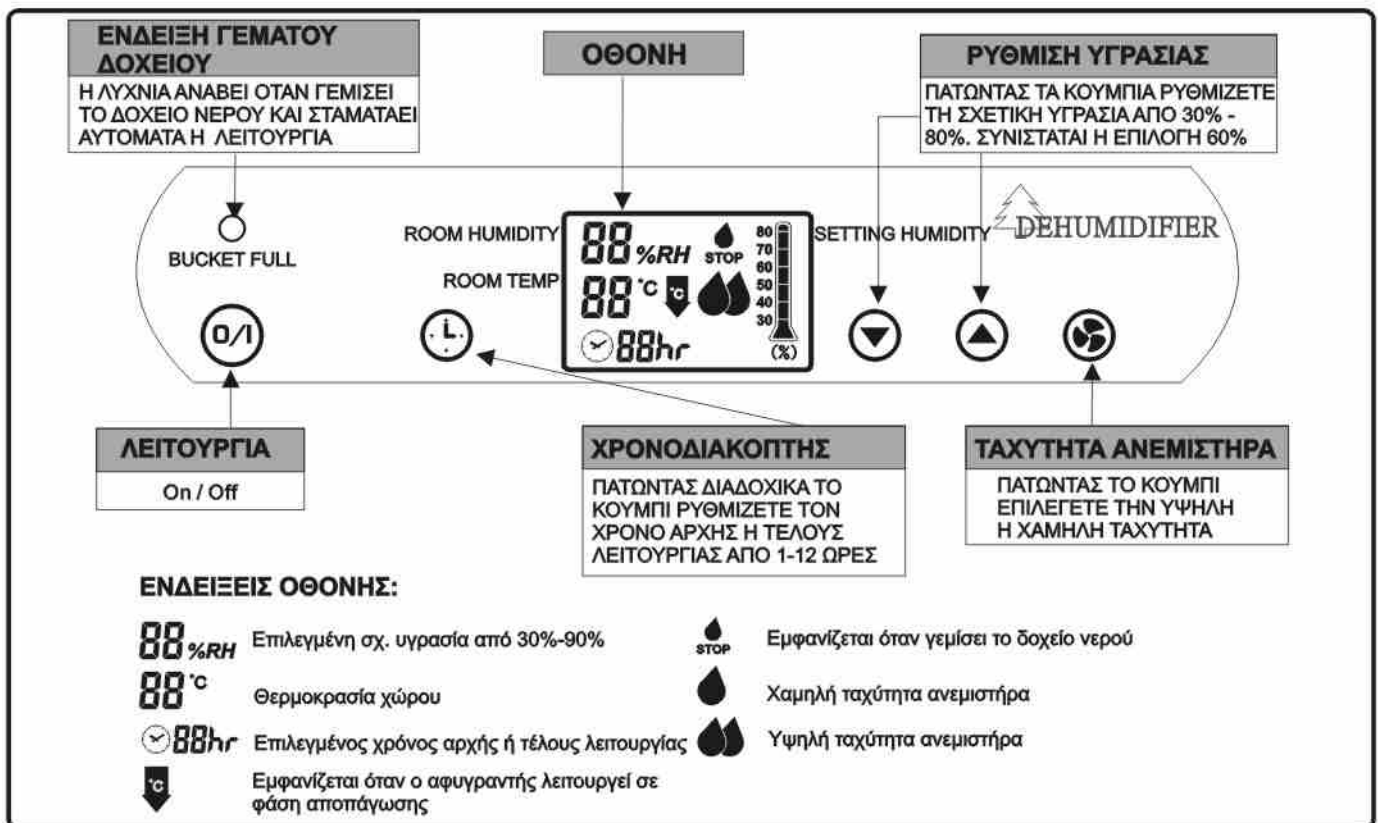 ΕΝΔΕΙΞΗ ΓΕΜΑΤΟΥ
ΔΟΧΕΙΟΥ
Η ΛΥΧΝΙΑ ΑΝΑΒΕΙ ΟΤΑΝ ΓΕΜΙΣΕΙ
ΤΟ ΔΟΧΕΙΟ ΝΕΡΟΥ ΚΑΙ ΣΤΑΜΑΤΑΕΙ
ΑΥΤΟΜΑΤΑ Η ΛΕΙΤΟΥΡΓΙΑ
ΟΘΟΝΗ
ΡΥΘΜΙΣΗ ΥΓΡΑΣΙΑΣ
ΠΑΤΩΝΤΑΣ ΤΑ ΚΟΥΜΠΙΑ ΡΥΘΜΙΖΕΤΕ
ΤΗ ΣΧΕΤΙΚΗ ΥΓΡΑΣΙΑ ΑΠΟ 30% -
80%. ΣΥΝΙΣΤΑΤΑΙ Η ΕΠΙΛΟΓΗ 60%
BUCKET FULL
0/I
ROOM HUMIDITY
ROOM TEMP
88 %RH
STOP
88 °C
°C
88hr
80
70
60
50
40
30
(%)
SETTING HUMIDITY
DEHUMIDIFIER
ΛΕΙΤΟΥΡΓΙΑ
On / Off
ΧΡΟΝΟΔΙΑΚΟΠΤΗΣ
ΠΑΤΩΝΤΑΣ ΔΙΑΔΟΧΙΚΑ ΤΟ
ΚΟΥΜΠΙ ΡΥΘΜΙΖΕΤΕ ΤΟΝ
ΧΡΟΝΟ ΑΡΧΗΣ Η ΤΕΛΟΥΣ
ΛΕΙΤΟΥΡΓΙΑΣ ΑΠΟ 1-12 ΩΡΕΣ
ΤΑΧΥΤΗΤΑ ΑΝΕΜΙΣΤΗΡΑ
ΠΑΤΩΝΤΑΣ ΤΟ ΚΟΥΜΠΙ
ΕΠΙΛΕΓΕΤΕ ΤΗΝ ΥΨΗΛΗ
Η ΧΑΜΗΛΗ ΤΑΧΥΤΗΤΑ
ΕΝΔΕΙΞΕΙΣ ΟΘΟΝΗΣ:
88 %RH Επιλεγμένη σχ. υγρασία από 30%-90%
88 °C Θερμοκρασία χώρου
88hr Επιλεγμένος χρόνος αρχής ή τέλους λειτουργίας
°C Εμφανίζεται όταν ο αφυγραντής λειτουργεί σε
φάση αποπάγωσης
STOP Εμφανίζεται όταν γεμίσει το δοχείο νερού
Χαμηλή ταχύτητα ανεμιστήρα
Υψηλή ταχύτητα ανεμιστήρα